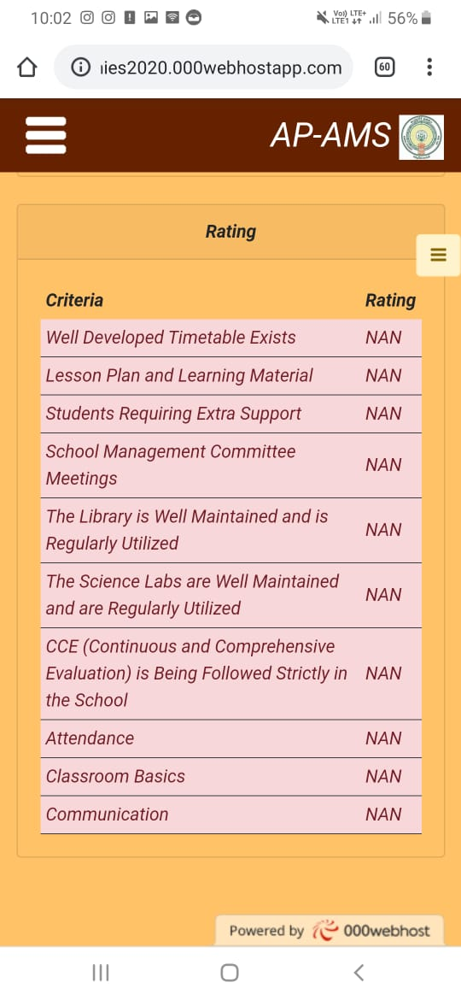 10:02
Vo)) LTE+
LTE1
56%
iies2020.000webhostapp.com
60
AP-AMS
Rating
Criteria Rating
Well Developed Timetable Exists NAN
Lesson Plan and Learning Material NAN
Students Requiring Extra Support NAN
School Management Committee
Meetings NAN
The Library is Well Maintained and is
Regularly Utilized NAN
The Science Labs are Well Maintained
and are Regularly Utilized NAN
CCE (Continuous and Comprehensive
Evaluation) is Being Followed Strictly in NAN
the School
Attendance NAN
Classroom Basics NAN
Communication NAN
Powered by 000webhost